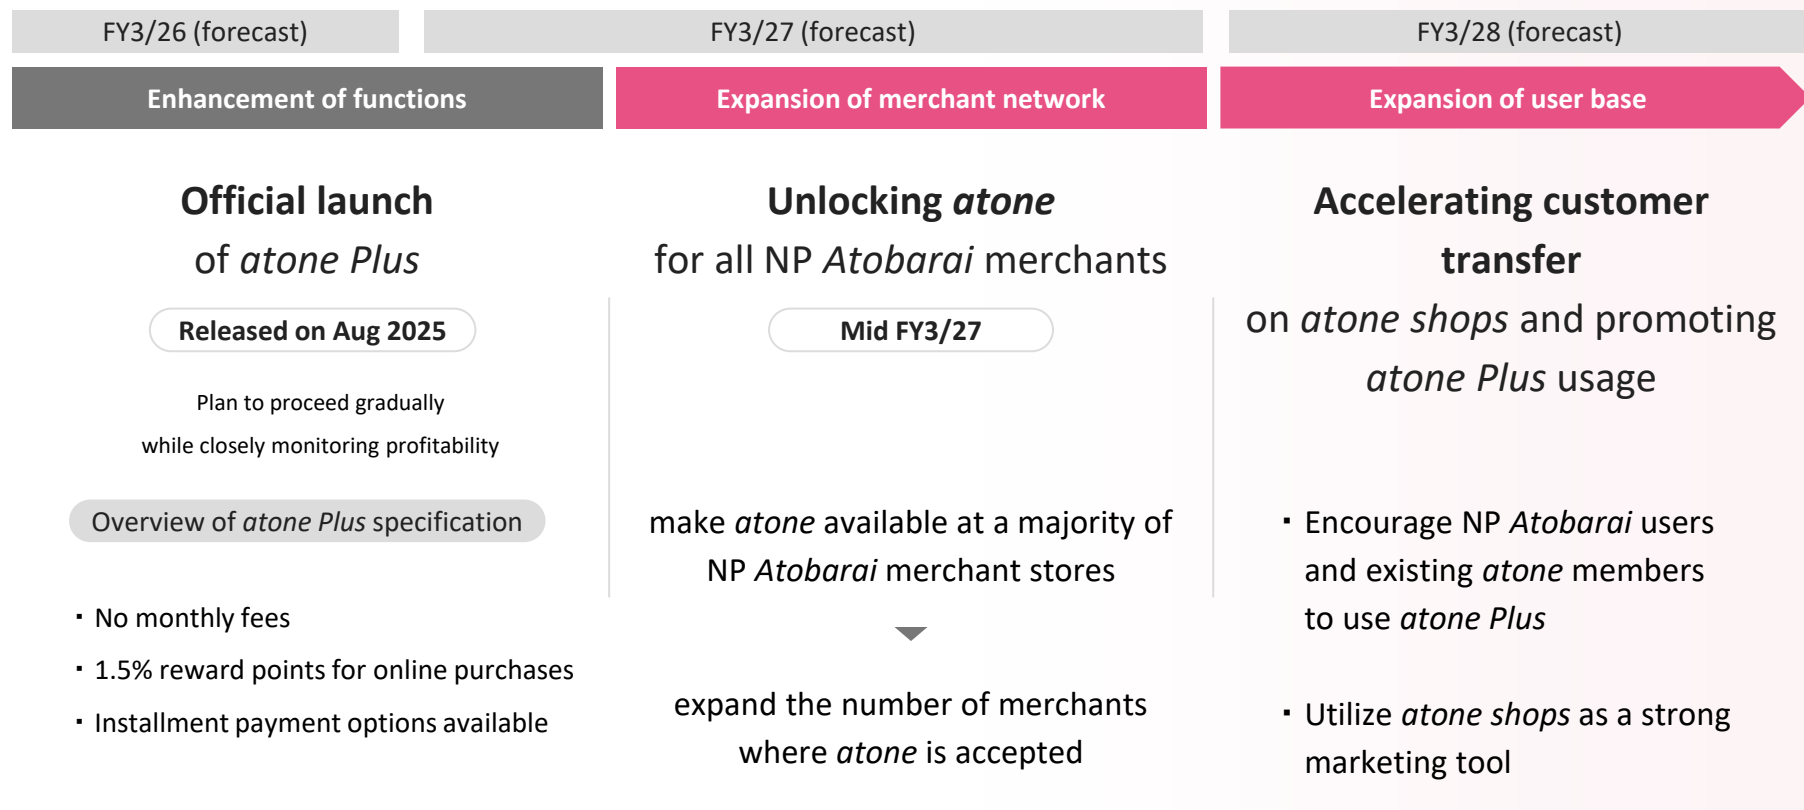 FY3/26 (forecast)
FY3/27 (forecast)
FY3/28 (forecast)
Enhancement of functions
Expansion of merchant network
Expansion of user base
Official launch
of atone Plus
Released on Aug 2025
Plan to proceed gradually
while closely monitoring profitability
Overview of atone Plus specification
・No monthly fees
・1.5% reward points for online purchases
・Installment payment options available
Unlocking atone
for all NP Atobarai merchants
Mid FY3/27
make atone available at a majority of
NP Atobarai merchant stores
expand the number of merchants
where atone is accepted
Accelerating customer
transfer
on atone shops and promoting
atone Plus usage
・Encourage NP Atobarai users
and existing atone members
to use atone Plus
・Utilize atone shops as a strong
marketing tool